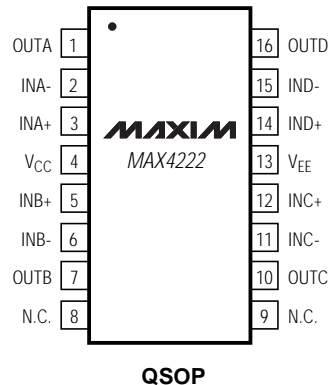 OUTA 1 16 OUTD
INA- 2 15 IND-
INA+ 3 MAXIM 14 IND+
VCC 4 MAX4222 13 VEE
INB+ 5 12 INC+
INB- 6 11 INC-
OUTB 7 10 OUTC
N.C. 8 9 N.C.
QSOP